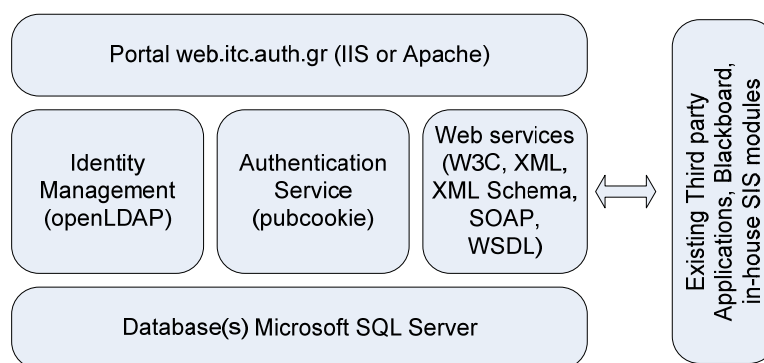 Portal web.itc.auth.gr (IIS or Apache)
Identity
Management
(openLDAP)
Authentication
Service
(pubcookie)
Web services
(W3C, XML,
XML Schema,
SOAP,
WSDL)
Existing Third party
Applications, Blackboard,
in-house SIS modules
Database(s) Microsoft SQL Server